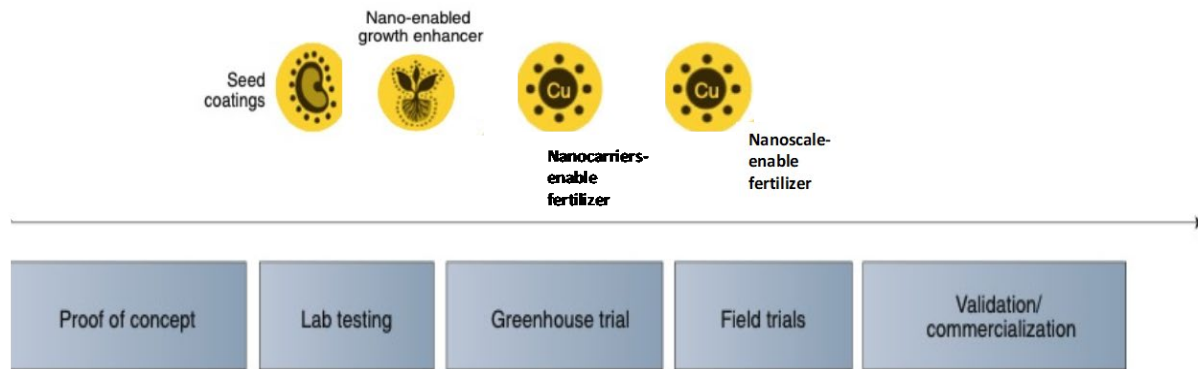 Nano-enabled
growth enhancer
Seed
coatings
Cu
Cu
Nanocarriers-
enable
fertilizer
Nanoscale-
enable
fertilizer
Proof of concept
Lab testing
Greenhouse trial
Field trials
Validation/
commercialization